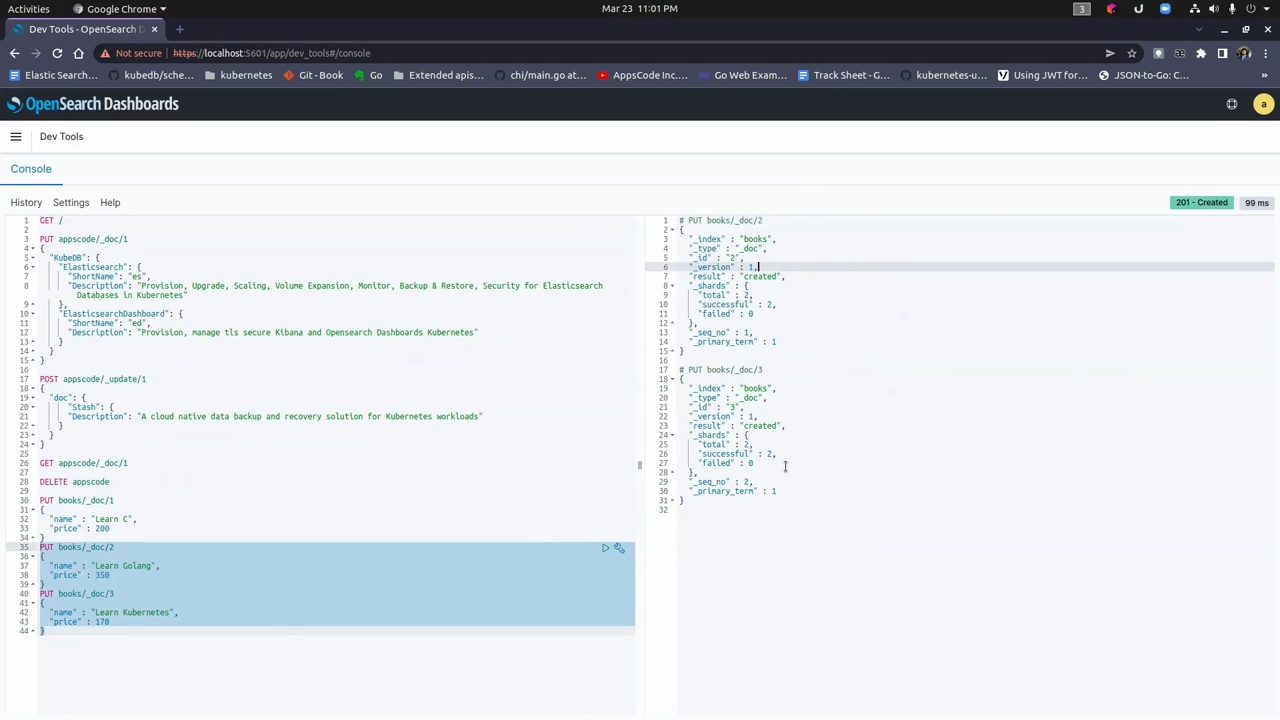 Activities
Google Chrome
Mar 23 11:01 PM
3
Dev Tools - OpenSearch D
Not secure
https://localhost:5601/app/dev_tools#/console
Elastic Search...
kubedb/sche...
kubernetes
Git - Book
Go
Extended apis...
chi/main.go at...
AppsCode Inc...
Go Web Exam...
Track Sheet - G...
kubernetes-u...
Using JWT for...
JSON-to-Go: C...
»
OpenSearch Dashboards
a
Dev Tools
Console
History
Settings
Help
201 - Created
99 ms
1 GET /
2
3 PUT appscode/_doc/1
4 {
5 "KubeDB": {
6 "Elasticsearch": {
7 "ShortName": "es",
8 "Description": "Provision, Upgrade, Scaling, Volume Expansion, Monitor, Backup & Restore, Security for Elasticsearch
Databases in Kubernetes"
9 },
10 "ElasticsearchDashboard": {
11 "ShortName": "ed",
12 "Description": "Provision, manage tls secure Kibana and Opensearch Dashboards Kubernetes"
13 }
14 }
15 }
16
17 POST appscode/_update/1
18 {
19 "doc": {
20 "Stash": {
21 "Description": "A cloud native data backup and recovery solution for Kubernetes workloads"
22 }
23 }
24 }
25
26 GET appscode/_doc/1
27
28 DELETE appscode
29
30 PUT books/_doc/1
31 {
32 "name" : "Learn C",
33 "price" : 200
34 }
35 PUT books/_doc/2
36 {
37 "name" : "Learn Golang",
38 "price" : 350
39 }
40 PUT books/_doc/3
41 {
42 "name" : "Learn Kubernetes",
43 "price" : 170
44 }
1 # PUT books/_doc/2
2 {
3 "_index" : "books",
4 "_type" : "_doc",
5 "_id" : "2",
6 "_version" : 1,
7 "result" : "created",
8 "_shards" : {
9 "total" : 2,
10 "successful" : 2,
11 "failed" : 0
12 },
13 "_seq_no" : 1,
14 "_primary_term" : 1
15 }
16
17 # PUT books/_doc/3
18 {
19 "_index" : "books",
20 "_type" : "_doc",
21 "_id" : "3",
22 "_version" : 1,
23 "result" : "created",
24 "_shards" : {
25 "total" : 2,
26 "successful" : 2,
27 "failed" : 0
28 },
29 "_seq_no" : 2,
30 "_primary_term" : 1
31 }
32